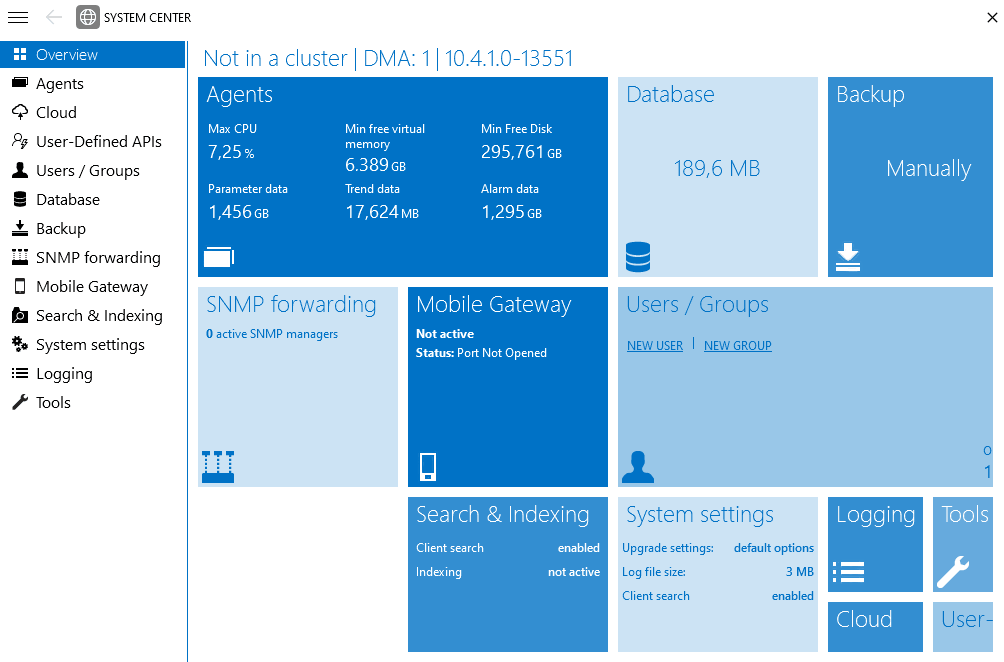 SYSTEM CENTER
Overview
Agents
Cloud
User-Defined APIs
Users / Groups
Database
Backup
SNMP forwarding
Mobile Gateway
Search & Indexing
System settings
Logging
Tools
Not in a cluster | DMA: 1 | 10.4.1.0-13551
Agents
Max CPU
7,25 %
Min free virtual
memory
6.389 GB
Min Free Disk
295,761 GB
Parameter data
1,456 GB
Trend data
17,624 MB
Alarm data
1,295 GB
Database
189,6 MB
Backup
Manually
SNMP forwarding
0 active SNMP managers
Mobile Gateway
Not active
Status: Port Not Opened
Users / Groups
NEW USER | NEW GROUP
0
1
Search & Indexing
Client search enabled
Indexing not active
System settings
Upgrade settings: default options
Log file size: 3 MB
Client search enabled
Logging
Tools
Cloud
User-